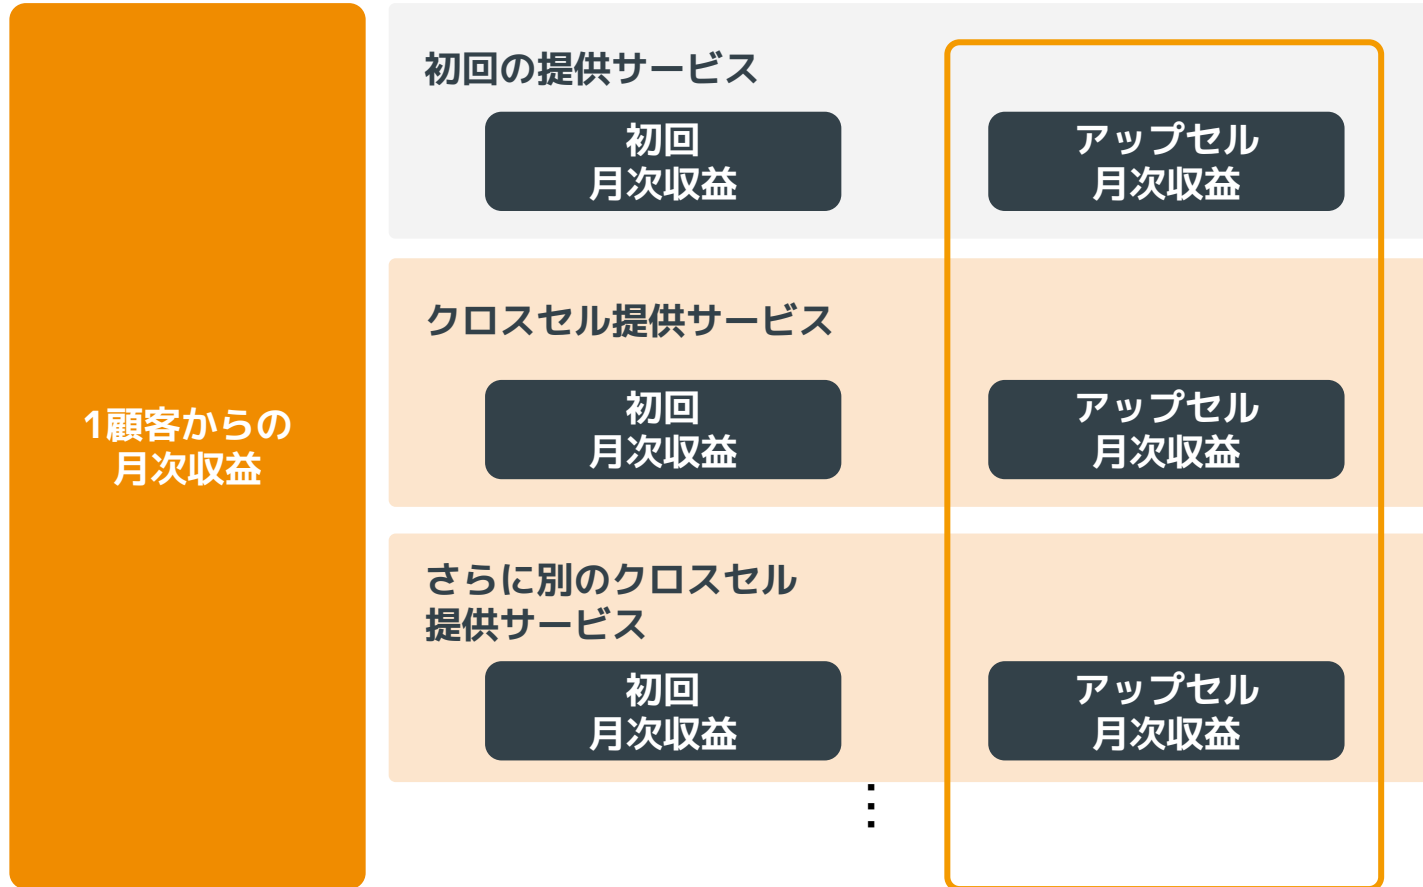 初回の提供サービス
初回
月次収益
アップセル
月次収益
クロスセル提供サービス
初回
月次収益
アップセル
月次収益
1顧客からの
月次収益
さらに別のクロスセル
提供サービス
初回
月次収益
アップセル
月次収益
⋮